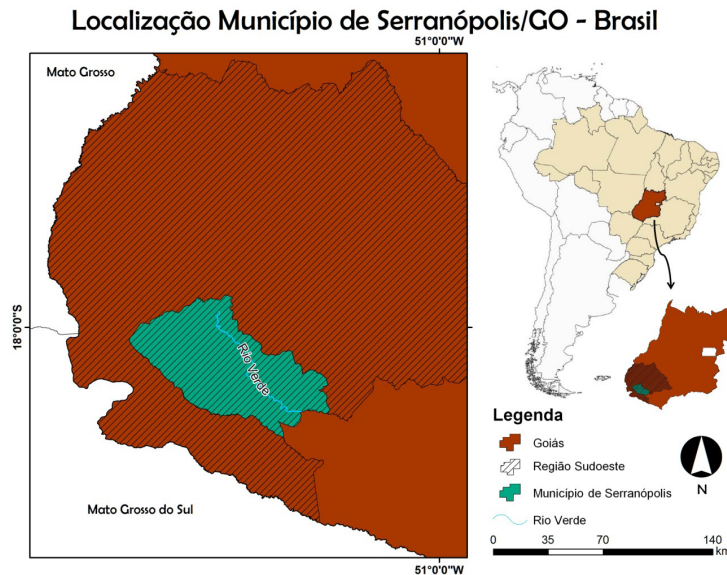 Localização Município de Serranópolis/GO - Brasil
51°0'0"W
Mato Grosso
18°0'0"S
Rio Verde
Mato Grosso do Sul
51°0'0"W
Legenda
Goiás
Região Sudoeste
Município de Serranópolis
Rio Verde
N
0 35 70 140
km